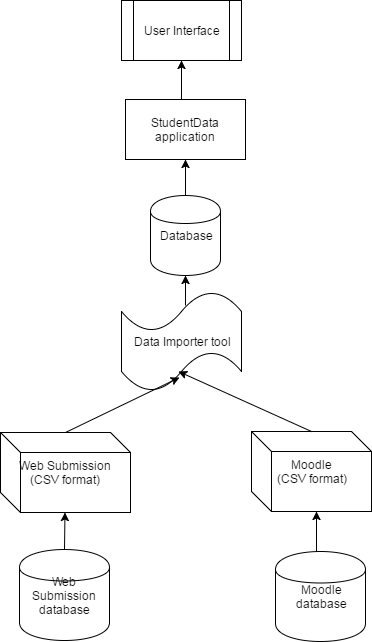 User Interface
StudentData
application
Database
Data Importer tool
Web Submission
(CSV format)
Moodle
(CSV format)
Web
Submission
database
Moodle
database